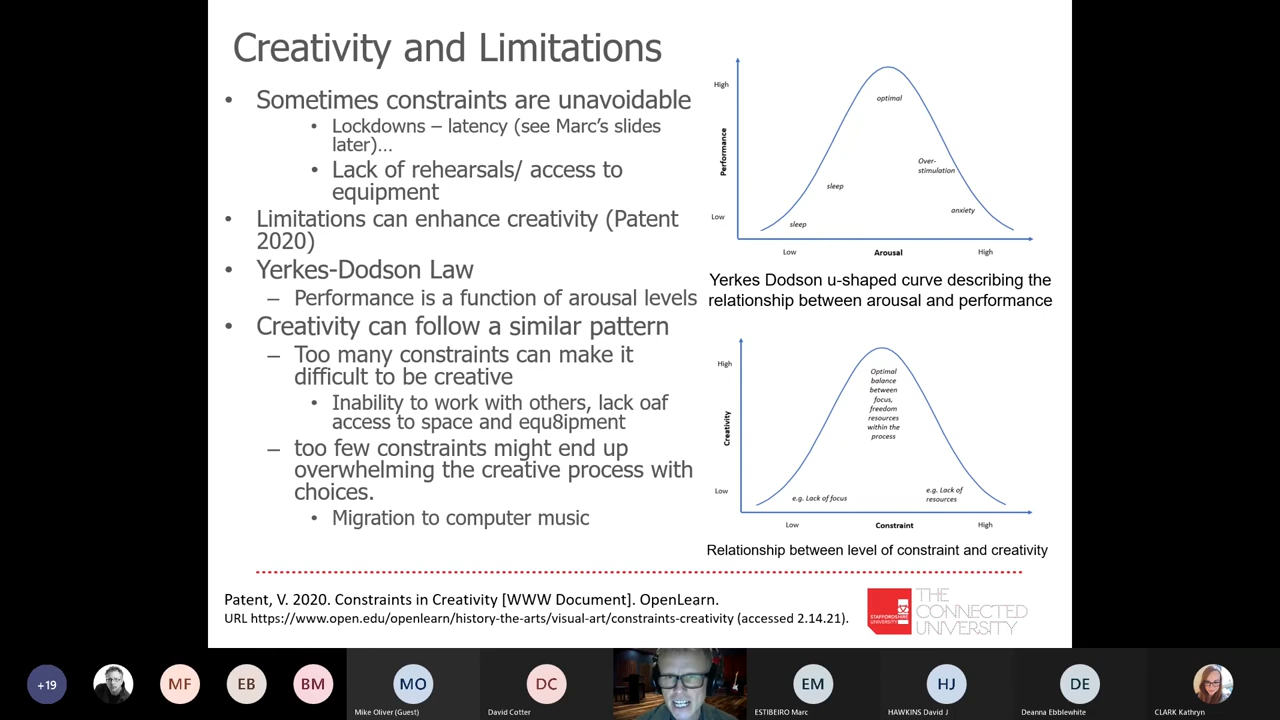 Creativity and Limitations
• Sometimes constraints are unavoidable
• Lockdowns – latency (see Marc's slides
later)…
• Lack of rehearsals/ access to
equipment
• Limitations can enhance creativity (Patent
2020)
• Yerkes-Dodson Law
– Performance is a function of arousal levels
• Creativity can follow a similar pattern
– Too many constraints can make it
difficult to be creative
• Inability to work with others, lack oaf
access to space and equ8ipment
– too few constraints might end up
overwhelming the creative process with
choices.
• Migration to computer music
High
Performance
Low
optimal
Over-
stimulation
sleep
anxiety
sleep
Low
Arousal
High
Yerkes Dodson u-shaped curve describing the
relationship between arousal and performance
High
Creativity
Low
Optimal
balance
between
focus,
freedom
resources
within the
process
e.g. Lack of focus
e.g. Lack of
resources
Low
Constraint
High
Relationship between level of constraint and creativity
Patent, V. 2020. Constraints in Creativity [WWW Document]. OpenLearn.
URL https://www.open.edu/openlearn/history-the-arts/visual-art/constraints-creativity (accessed 2.14.21).
STAFFORDSHIRE
UNIVERSITY
THE
CONNECTED
UNIVERSITY
+19
MF
EB
BM
MO
Mike Oliver (Guest)
DC
David Cotter
EM
ESTIBEIRO Marc
HJ
HAWKINS David J
DE
Deanna Ebblewhite
CLARK Kathryn